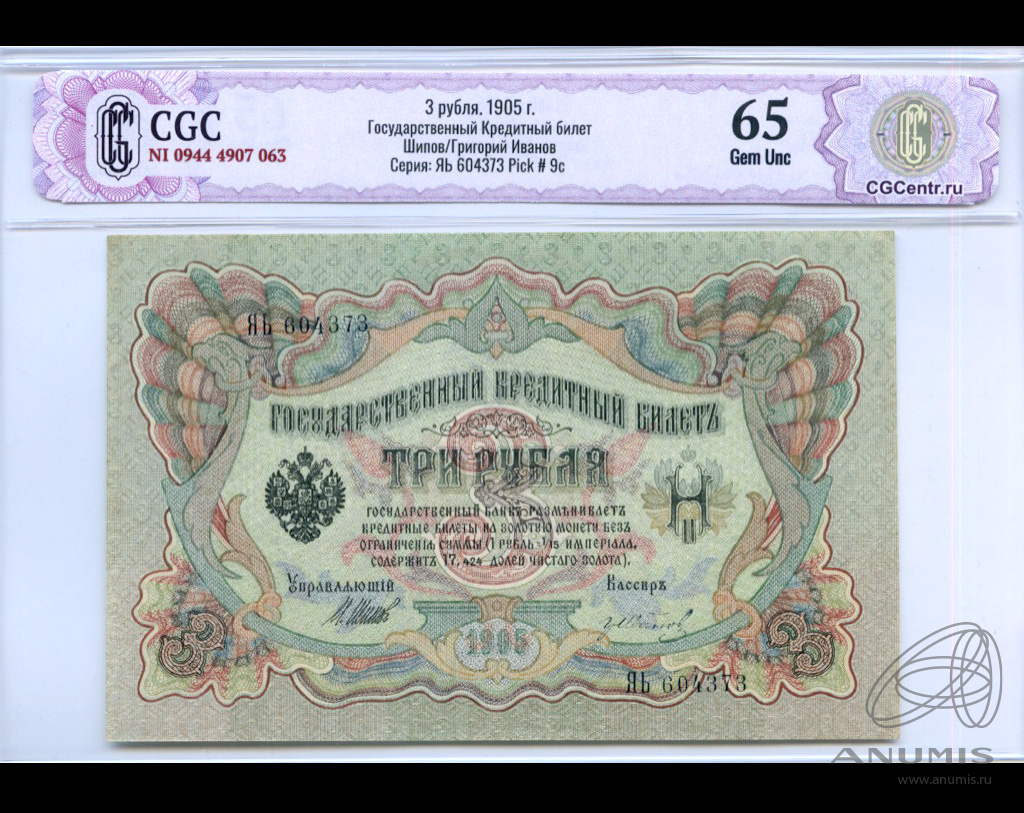 CGC
NI 0944 4907 063
3 рубля. 1905 г.
Государственный Кредитный билет
Шипов/Григорий Иванов
Серия: ЯЬ 604373 Pick # 9c
65
Gem Unc
CGCentr.ru
ЯЬ 604373
ГОСУДАРСТВЕННЫЙ КРЕДИТНЫЙ БИЛЕТЪ
ТРИ РУБЛЯ
3
Н
ГОСУДАРСТВЕННЫЙ БАНКЪ РАЗМѢНИВАЕТЪ
КРЕДИТНЫЕ БИЛЕТЫ НА ЗОЛОТУЮ МОНЕТУ БЕЗЪ
ОГРАНИЧЕНІЯ СУММЫ (1 РУБЛЬ = 1/15 ИМПЕРІАЛА,
СОДЕРЖИТЪ 17,424 ДОЛЕЙ ЧИСТАГО ЗОЛОТА).
Управляющій
Кассиръ
3
1905
3
ЯЬ 604373
ANUMIS
www.anumis.ru